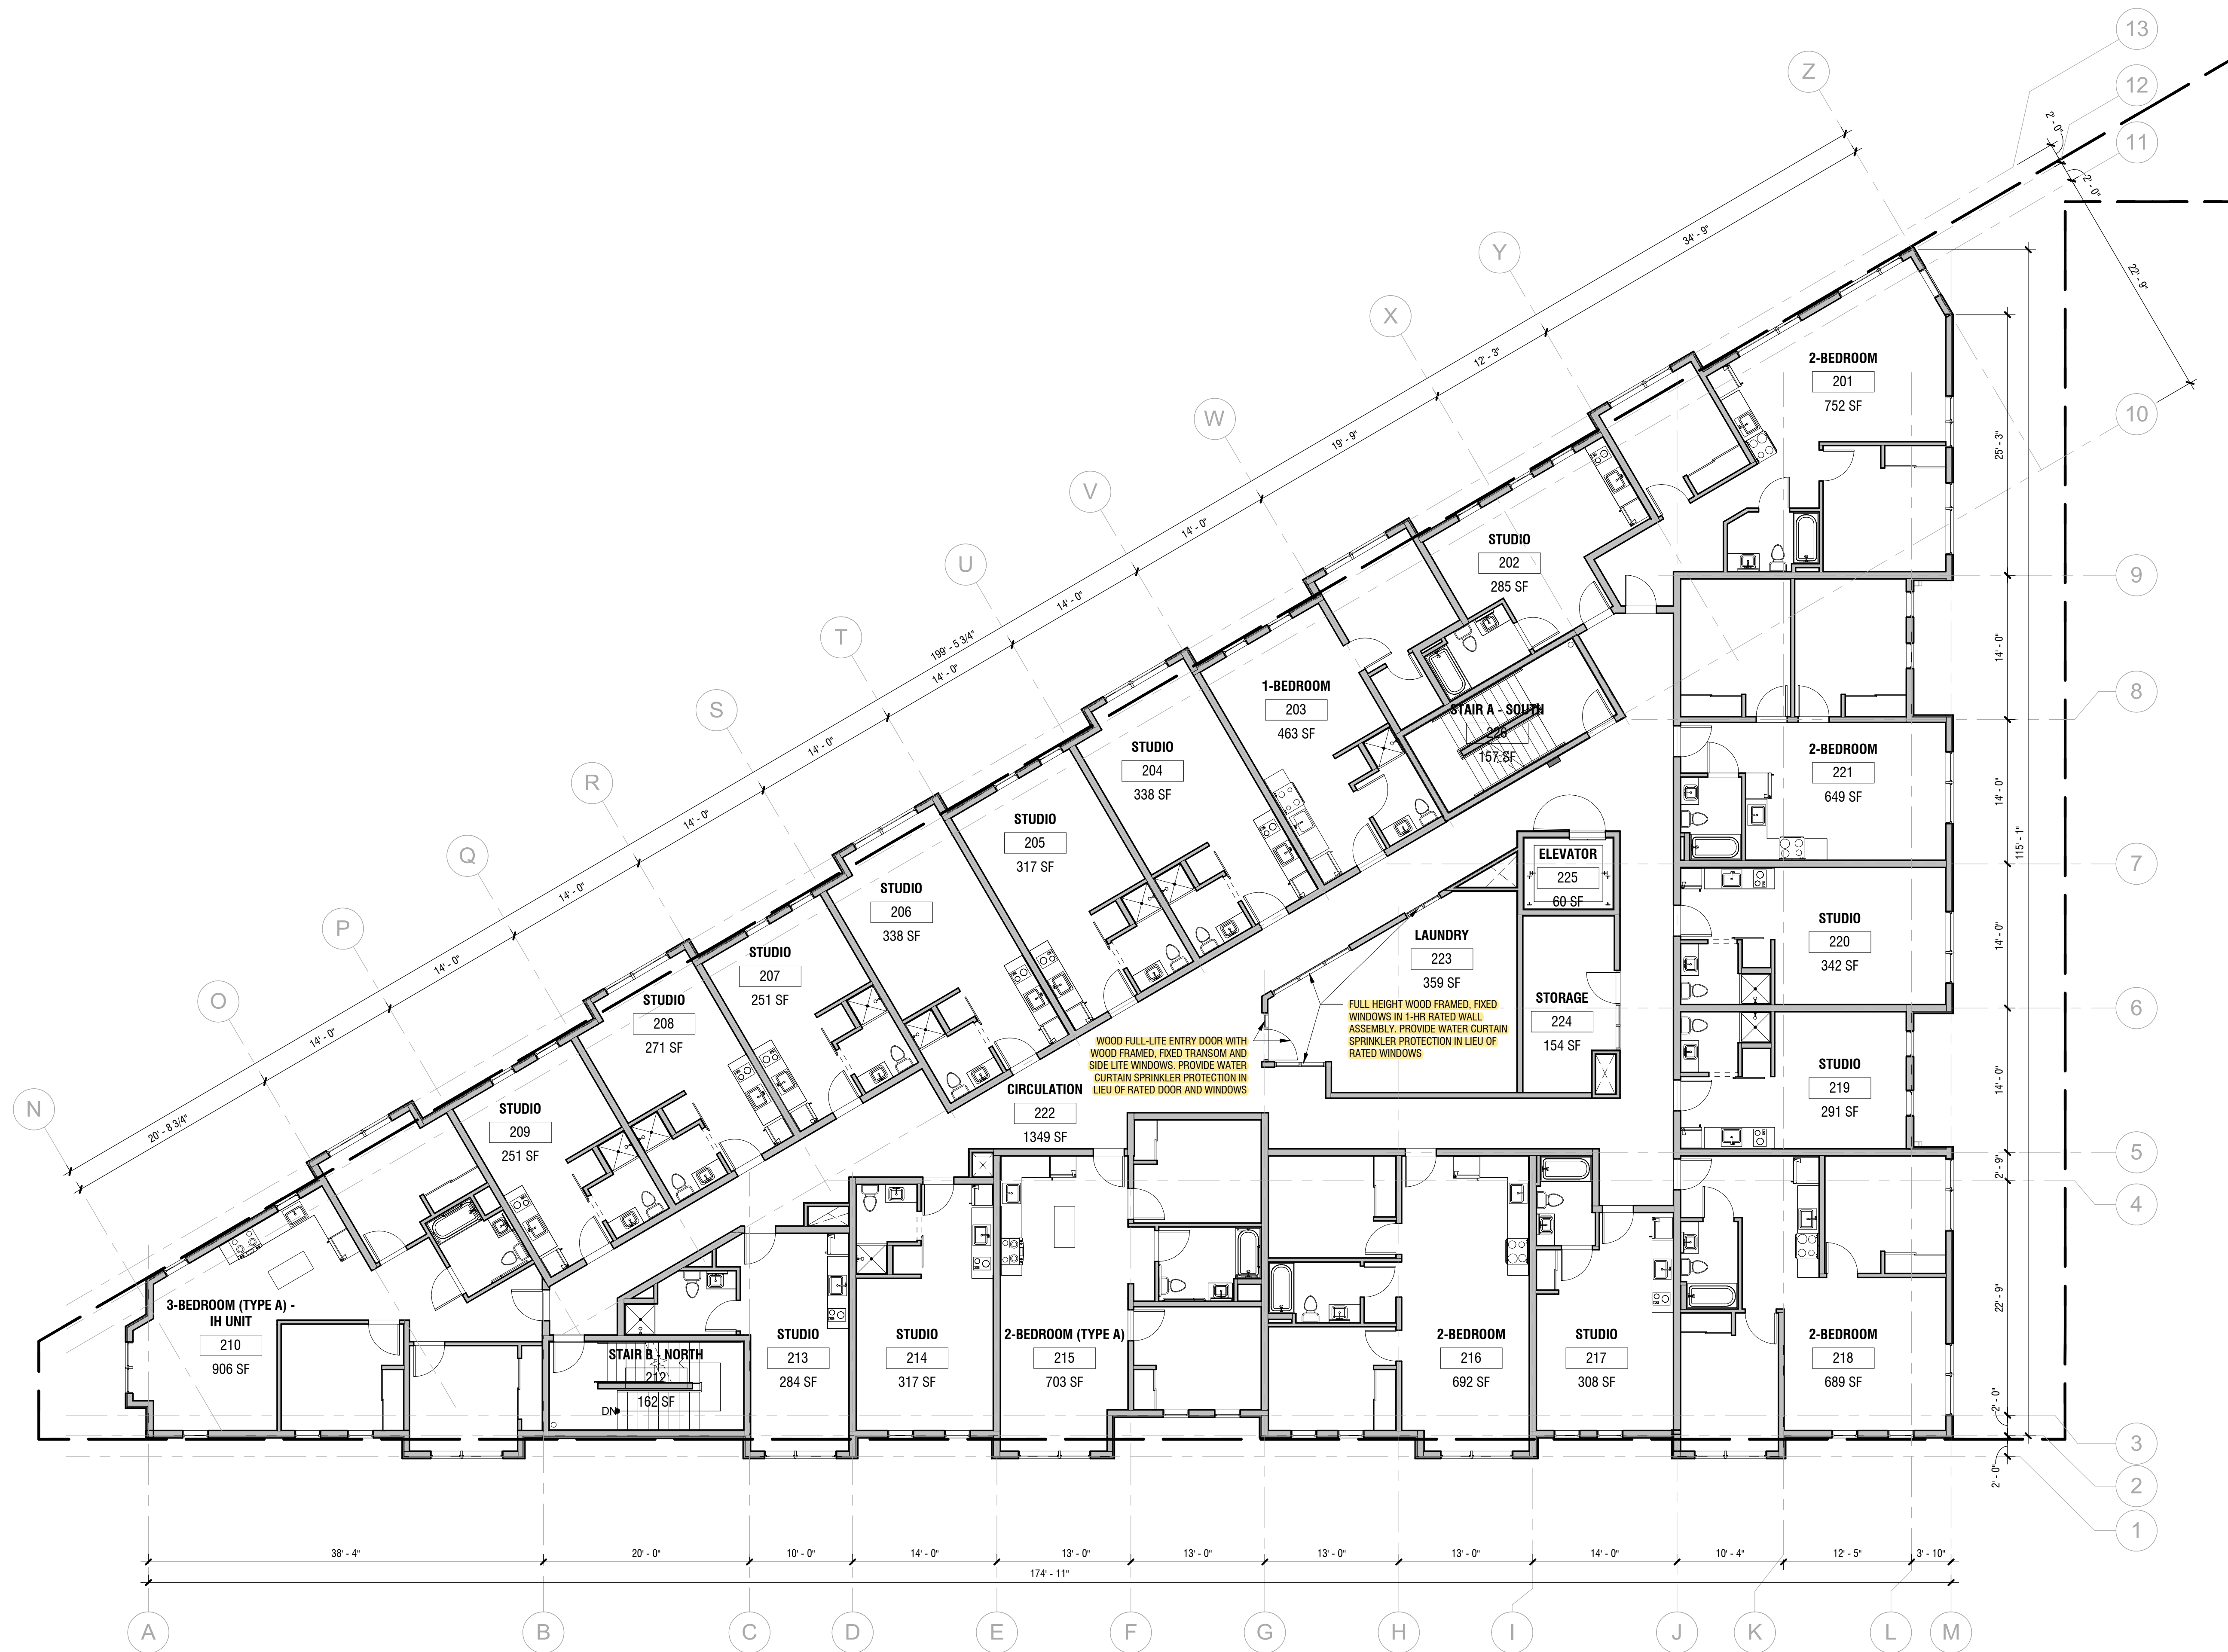 13
12
11
Z
2' - 0"
2' - 0"
22' - 9"
10
34' - 9"
Y
X
12' - 3"
W
19' - 9"
V
14' - 0"
U
14' - 0"
199' - 5 3/4"
T
14' - 0"
S
14' - 0"
R
14' - 0"
Q
14' - 0"
P
14' - 0"
O
14' - 0"
N
20' - 8 3/4"
2-BEDROOM
201
752 SF
STUDIO
202
285 SF
1-BEDROOM
203
463 SF
STAIR A - SOUTH
226
157 SF
STUDIO
204
338 SF
STUDIO
205
317 SF
STUDIO
206
338 SF
STUDIO
207
251 SF
STUDIO
208
271 SF
STUDIO
209
251 SF
3-BEDROOM (TYPE A) -
IH UNIT
210
906 SF
STAIR B - NORTH
212
162 SF
DN
STUDIO
213
284 SF
STUDIO
214
317 SF
2-BEDROOM (TYPE A)
215
703 SF
2-BEDROOM
216
692 SF
STUDIO
217
308 SF
2-BEDROOM
218
689 SF
STUDIO
219
291 SF
STUDIO
220
342 SF
2-BEDROOM
221
649 SF
ELEVATOR
225
60 SF
LAUNDRY
223
359 SF
STORAGE
224
154 SF
FULL HEIGHT WOOD FRAMED, FIXED
WINDOWS IN 1-HR RATED WALL
ASSEMBLY. PROVIDE WATER CURTAIN
SPRINKLER PROTECTION IN LIEU OF
RATED WINDOWS
WOOD FULL-LITE ENTRY DOOR WITH
WOOD FRAMED, FIXED TRANSOM AND
SIDE LITE WINDOWS. PROVIDE WATER
CURTAIN SPRINKLER PROTECTION IN
LIEU OF RATED DOOR AND WINDOWS
CIRCULATION
222
1349 SF
25' - 3"
9
14' - 0"
8
14' - 0"
115' - 1"
7
14' - 0"
6
14' - 0"
5
2' - 9"
4
22' - 9"
2' - 0"
3
2
2' - 0"
1
38' - 4"
20' - 0"
10' - 0"
14' - 0"
13' - 0"
13' - 0"
13' - 0"
13' - 0"
14' - 0"
10' - 4"
12' - 5"
3' - 10"
174' - 11"
A
B
C
D
E
F
G
H
I
J
K
L
M